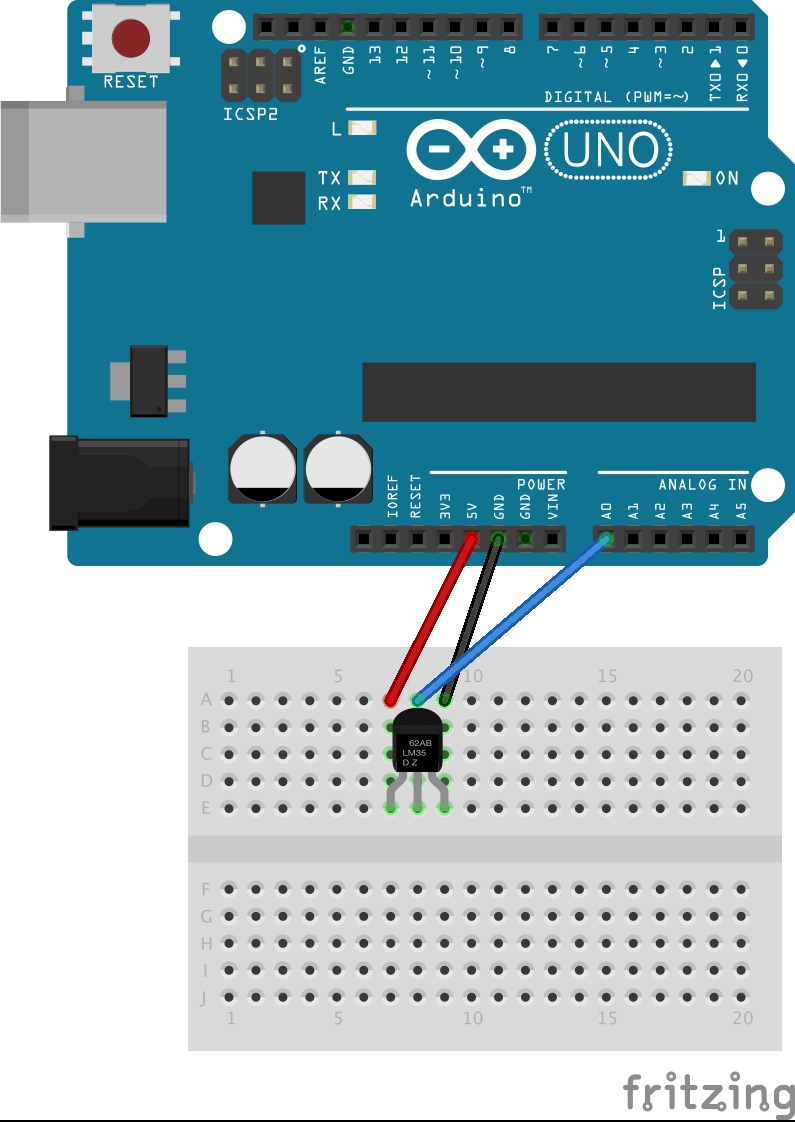 RESET
ICSP2
AREF
GND
13
12
~11
~10
~9
8
7
~6
~5
4
~3
2
TX0▶1
RX0◀0
DIGITAL (PWM=~)
L
TX
RX
Arduino™
UNO
ON
1
ICSP
IOREF
RESET
3V3
5V
GND
GND
VIN
POWER
A0
A1
A2
A3
A4
A5
ANALOG IN
1 5 10 15 20
A
B
C
D
E
62AB
LM35
D Z
F
G
H
I
J
1 5 10 15 20
fritzing